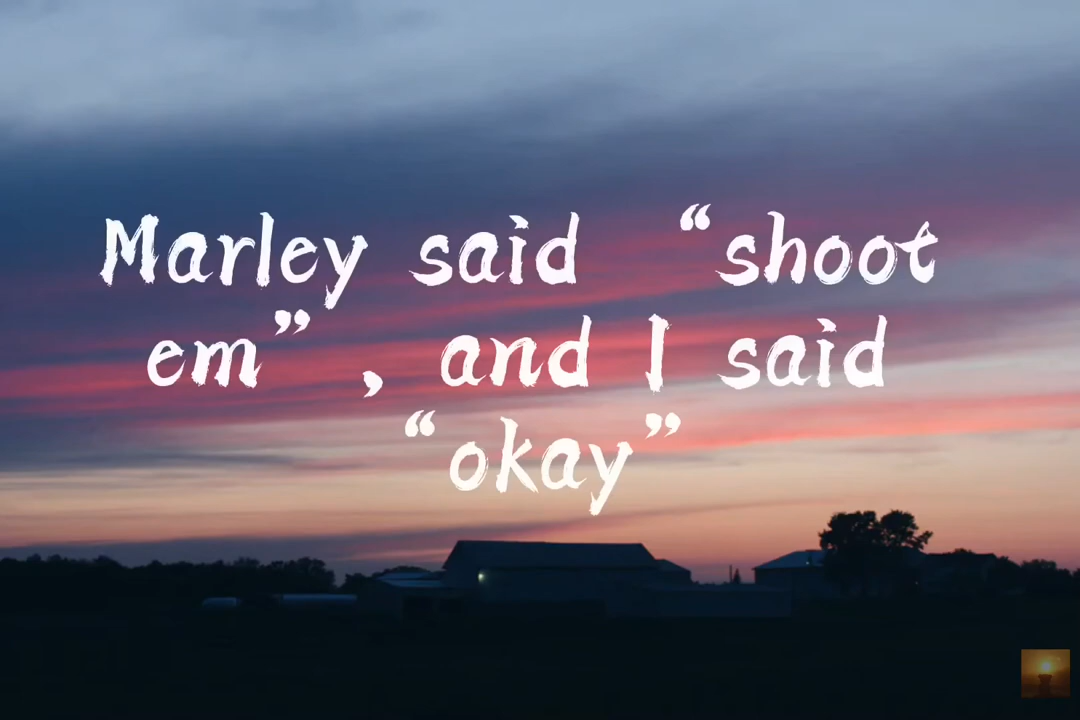 Marley said “shoot
em”, and I said
“okay”